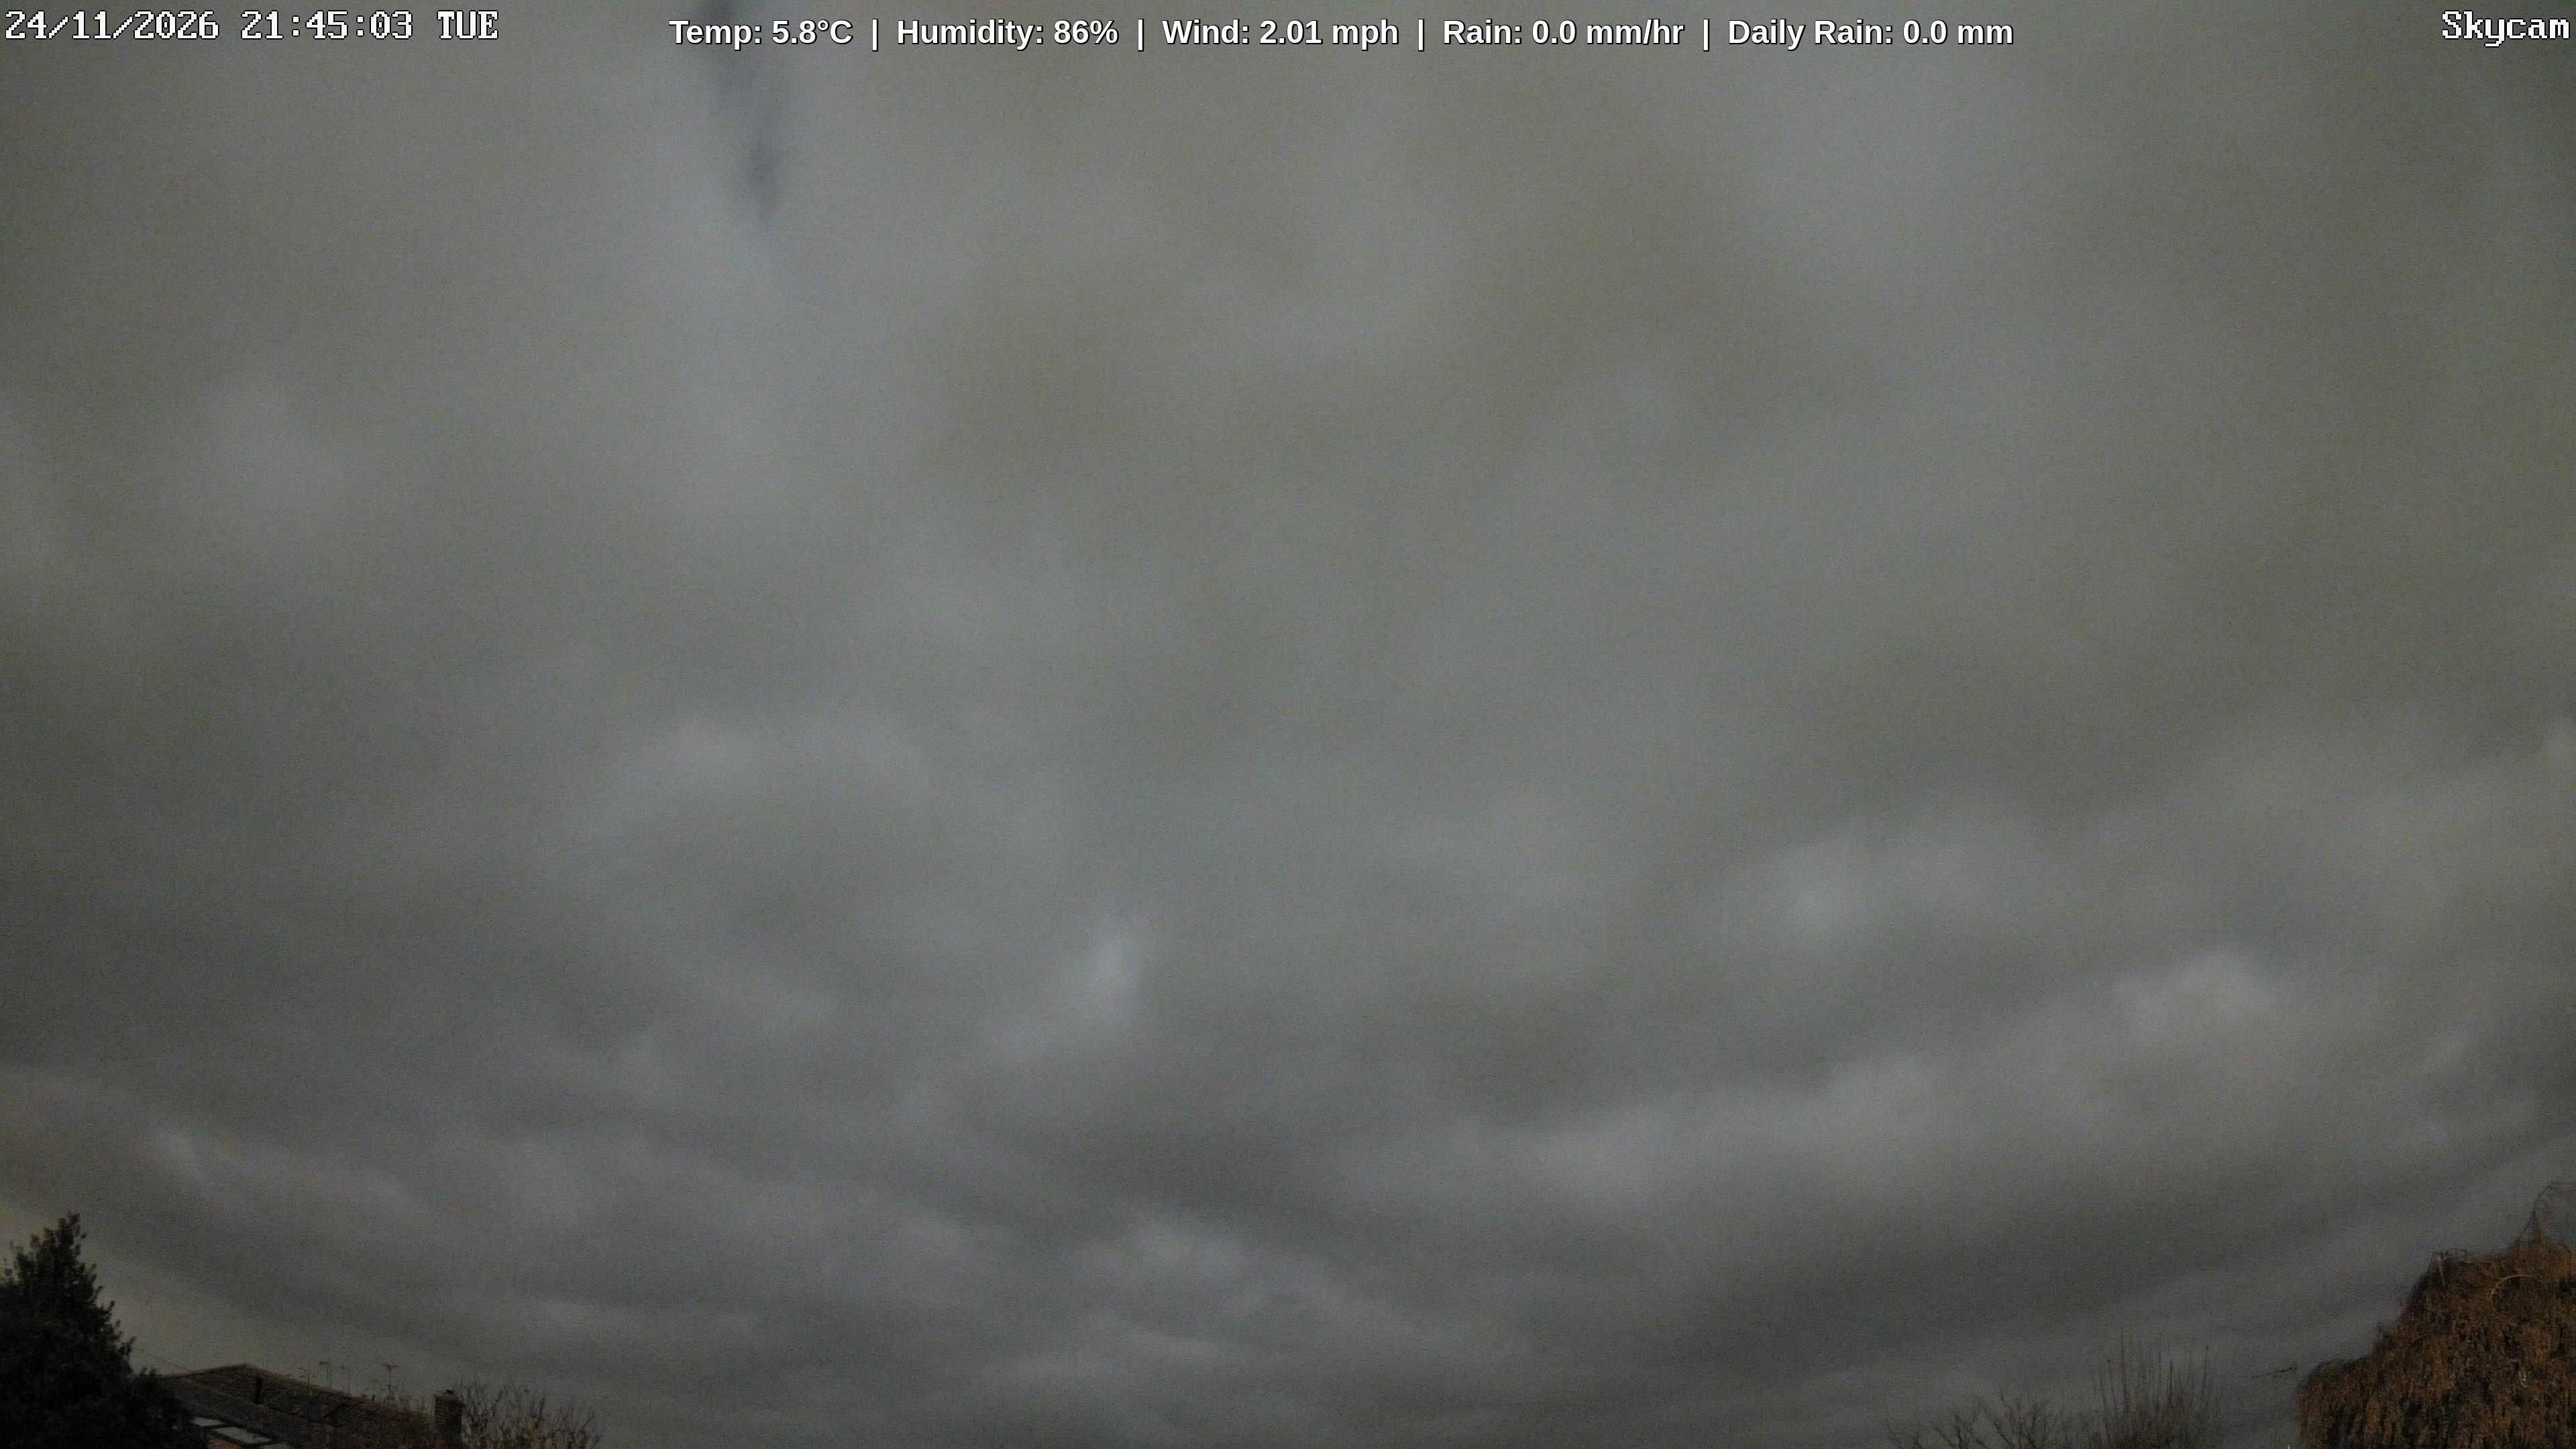 24/11/2026 21:45:03 TUE
Temp: 5.8°C | Humidity: 86% | Wind: 2.01 mph | Rain: 0.0 mm/hr | Daily Rain: 0.0 mm
Skycam